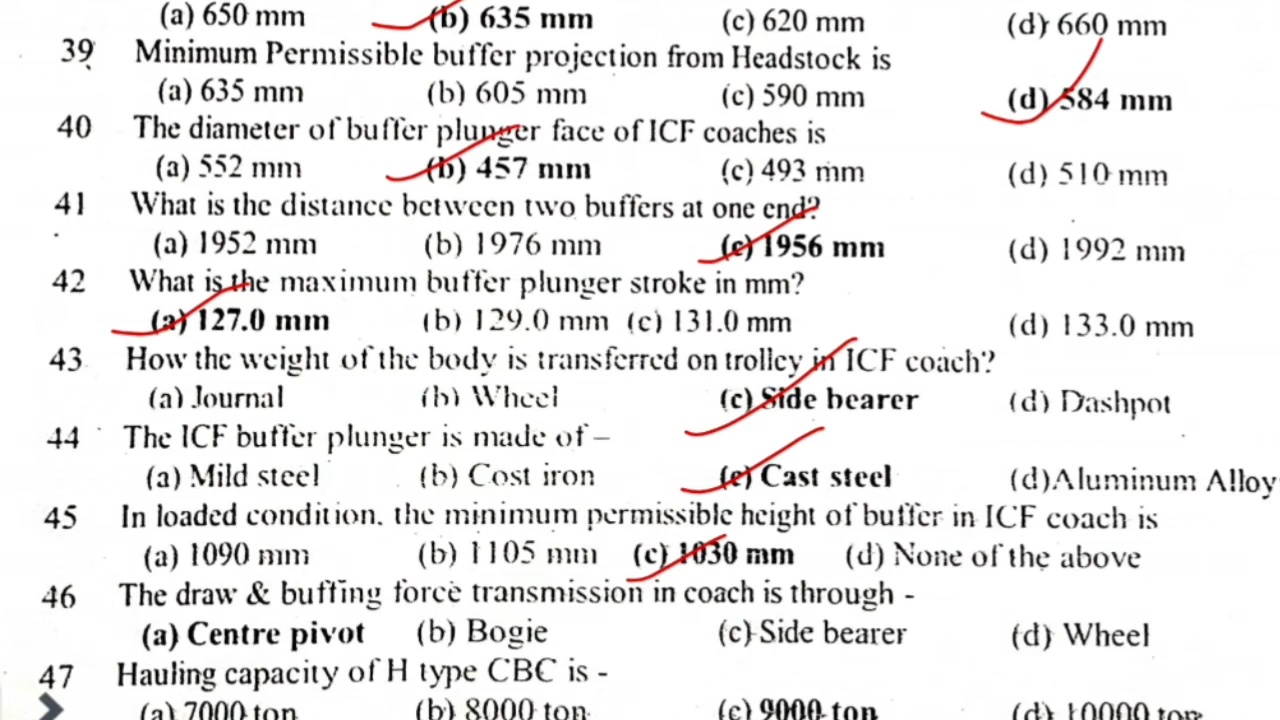 (a) 650 mm (b) 635 mm (c) 620 mm (d) 660 mm
39 Minimum Permissible buffer projection from Headstock is
(a) 635 mm (b) 605 mm (c) 590 mm (d) 584 mm
40 The diameter of buffer plunger face of ICF coaches is
(a) 552 mm (b) 457 mm (c) 493 mm (d) 510 mm
41 What is the distance between two buffers at one end?
(a) 1952 mm (b) 1976 mm (c) 1956 mm (d) 1992 mm
42 What is the maximum buffer plunger stroke in mm?
(a) 127.0 mm (b) 129.0 mm (c) 131.0 mm (d) 133.0 mm
43 How the weight of the body is transferred on trolley in ICF coach?
(a) Journal (b) Wheel (c) Side bearer (d) Dashpot
44 The ICF buffer plunger is made of –
(a) Mild steel (b) Cost iron (c) Cast steel (d)Aluminum Alloy
45 In loaded condition, the minimum permissible height of buffer in ICF coach is
(a) 1090 mm (b) 1105 mm (c) 1030 mm (d) None of the above
46 The draw & buffing force transmission in coach is through -
(a) Centre pivot (b) Bogie (c) Side bearer (d) Wheel
47 Hauling capacity of H type CBC is -
(a) 7000 ton (b) 8000 ton (c) 9000 ton (d) 10000 ton